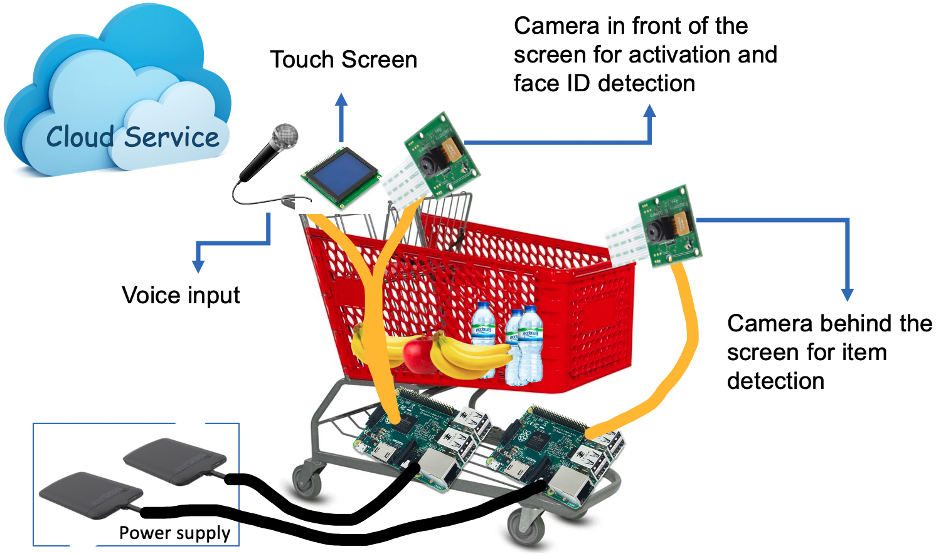 Camera in front of the
screen for activation and
face ID detection
Touch Screen
Cloud Service
Voice input
Camera behind the
screen for item
detection
Power supply